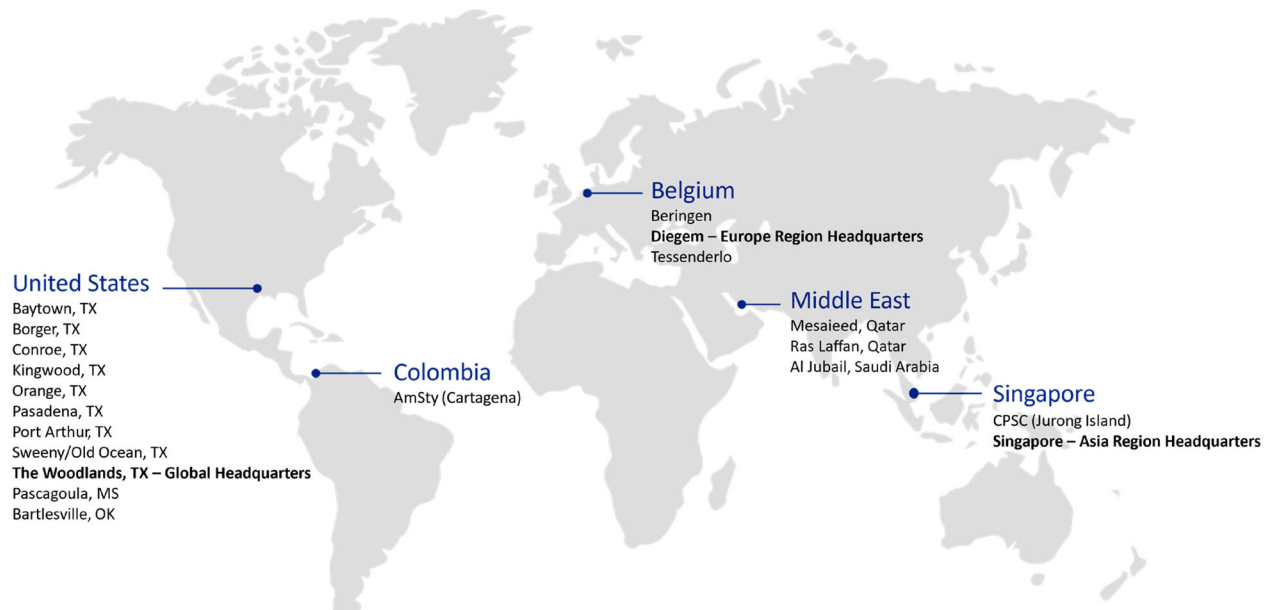 Belgium
Beringen
Diegem – Europe Region Headquarters
Tessenderlo
United States
Baytown, TX
Borger, TX
Conroe, TX
Kingwood, TX
Orange, TX
Pasadena, TX
Port Arthur, TX
Sweeny/Old Ocean, TX
The Woodlands, TX – Global Headquarters
Pascagoula, MS
Bartlesville, OK
Middle East
Mesaieed, Qatar
Ras Laffan, Qatar
Al Jubail, Saudi Arabia
Colombia
AmSty (Cartagena)
Singapore
CPSC (Jurong Island)
Singapore – Asia Region Headquarters